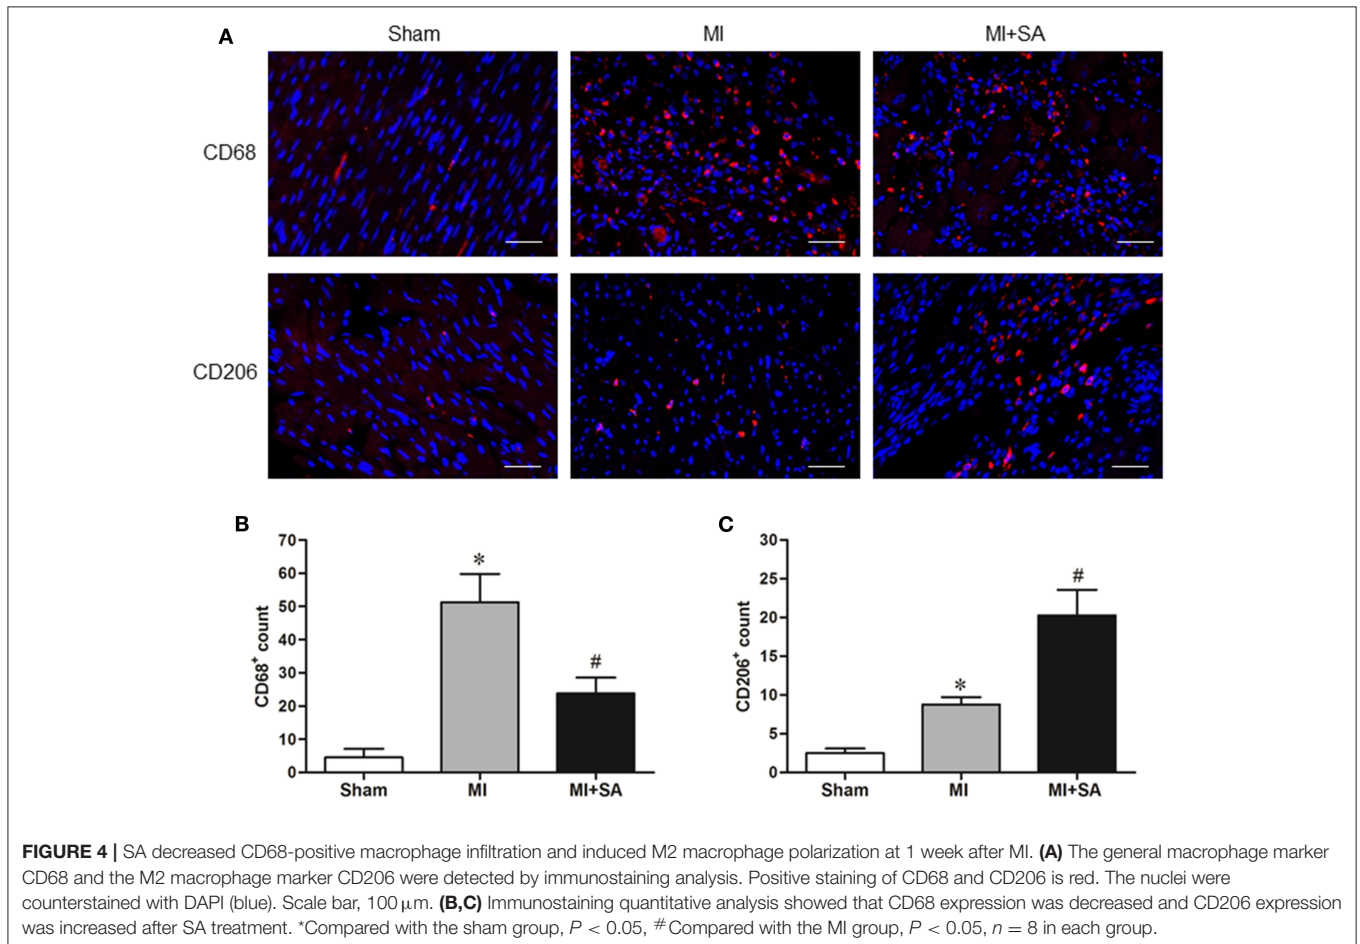 A
Sham
MI
MI+SA
CD68
CD206
B
70
60
50
40
30
20
10
0
CD68⁺ count
*
#
Sham
MI
MI+SA
C
30
25
20
15
10
5
0
CD206⁺ count
*
#
Sham
MI
MI+SA
FIGURE 4 | SA decreased CD68-positive macrophage infiltration and induced M2 macrophage polarization at 1 week after MI. (A) The general macrophage marker
CD68 and the M2 macrophage marker CD206 were detected by immunostaining analysis. Positive staining of CD68 and CD206 is red. The nuclei were
counterstained with DAPI (blue). Scale bar, 100 μm. (B,C) Immunostaining quantitative analysis showed that CD68 expression was decreased and CD206 expression
was increased after SA treatment. *Compared with the sham group, P < 0.05, #Compared with the MI group, P < 0.05, n = 8 in each group.